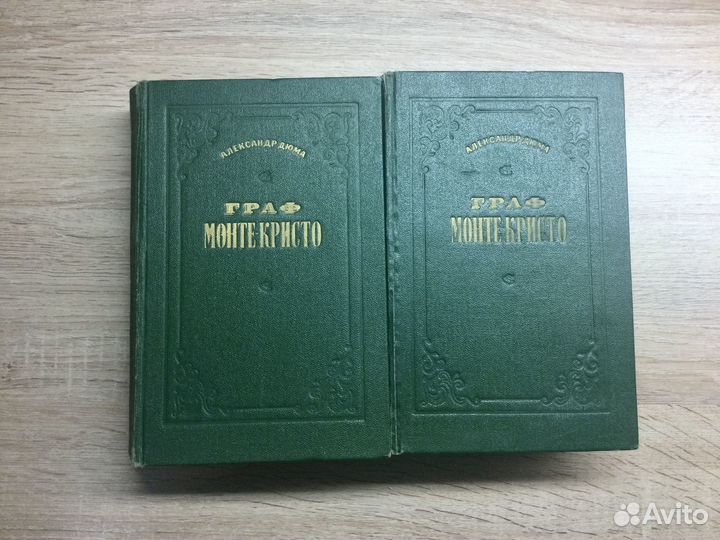 АЛЕКСАНДР ДЮМА
ГРАФ
МОНТЕ-КРИСТО
АЛЕКСАНДР ДЮМА
ГРАФ
МОНТЕ-КРИСТО
Avito